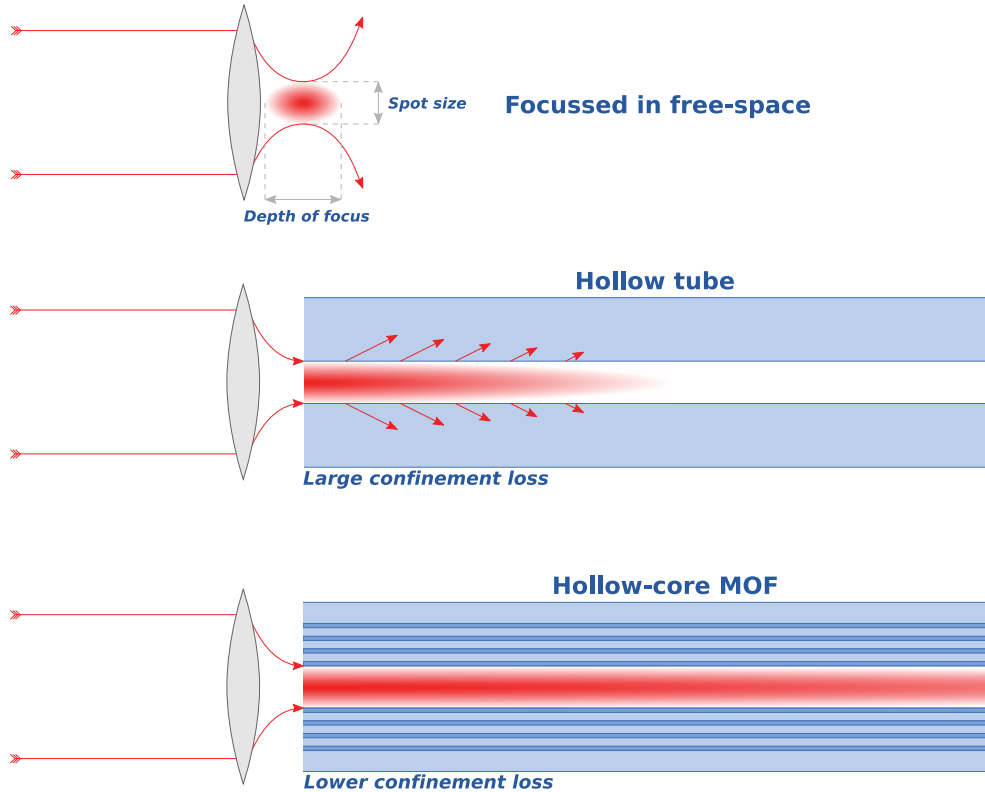 Spot size
Focussed in free-space
Depth of focus
Hollow tube
Large confinement loss
Hollow-core MOF
Lower confinement loss